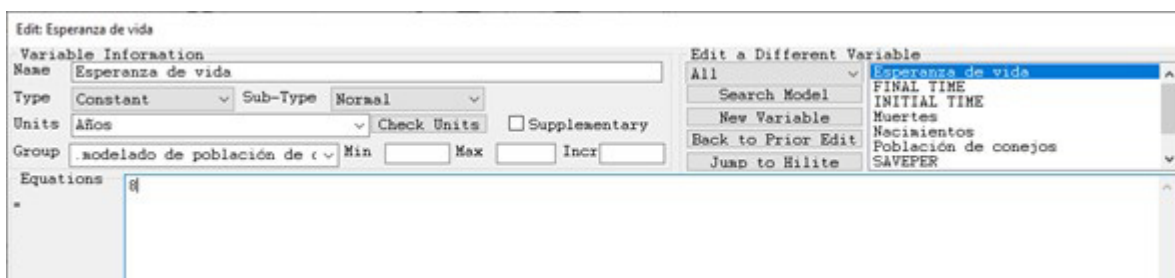 Edit: Esperanza de vida
Variable Information
Name Esperanza de vida
Type Constant Sub-Type Normal
Units Años Check Units Supplementary
Group .modelado de población de c Min Max Incr
Equations
=
8
Edit a Different Variable
All
Search Model
New Variable
Back to Prior Edit
Jump to Hilite
Esperanza de vida
FINAL TIME
INITIAL TIME
Muertes
Nacimientos
Población de conejos
SAVEPER